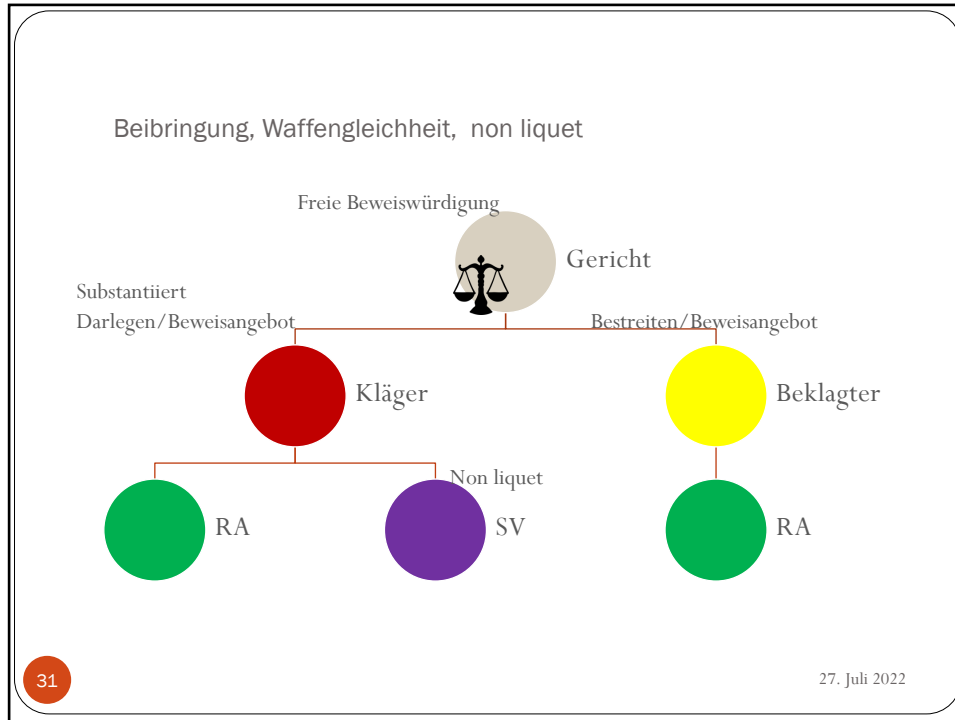 Beibringung, Waffengleichheit,  non liquet
Freie Beweiswürdigung
Gericht
Substantiiert
Darlegen/Beweisangebot
Bestreiten/Beweisangebot
Kläger
Beklagter
Non liquet
RA
SV
RA
31
27. Juli 2022